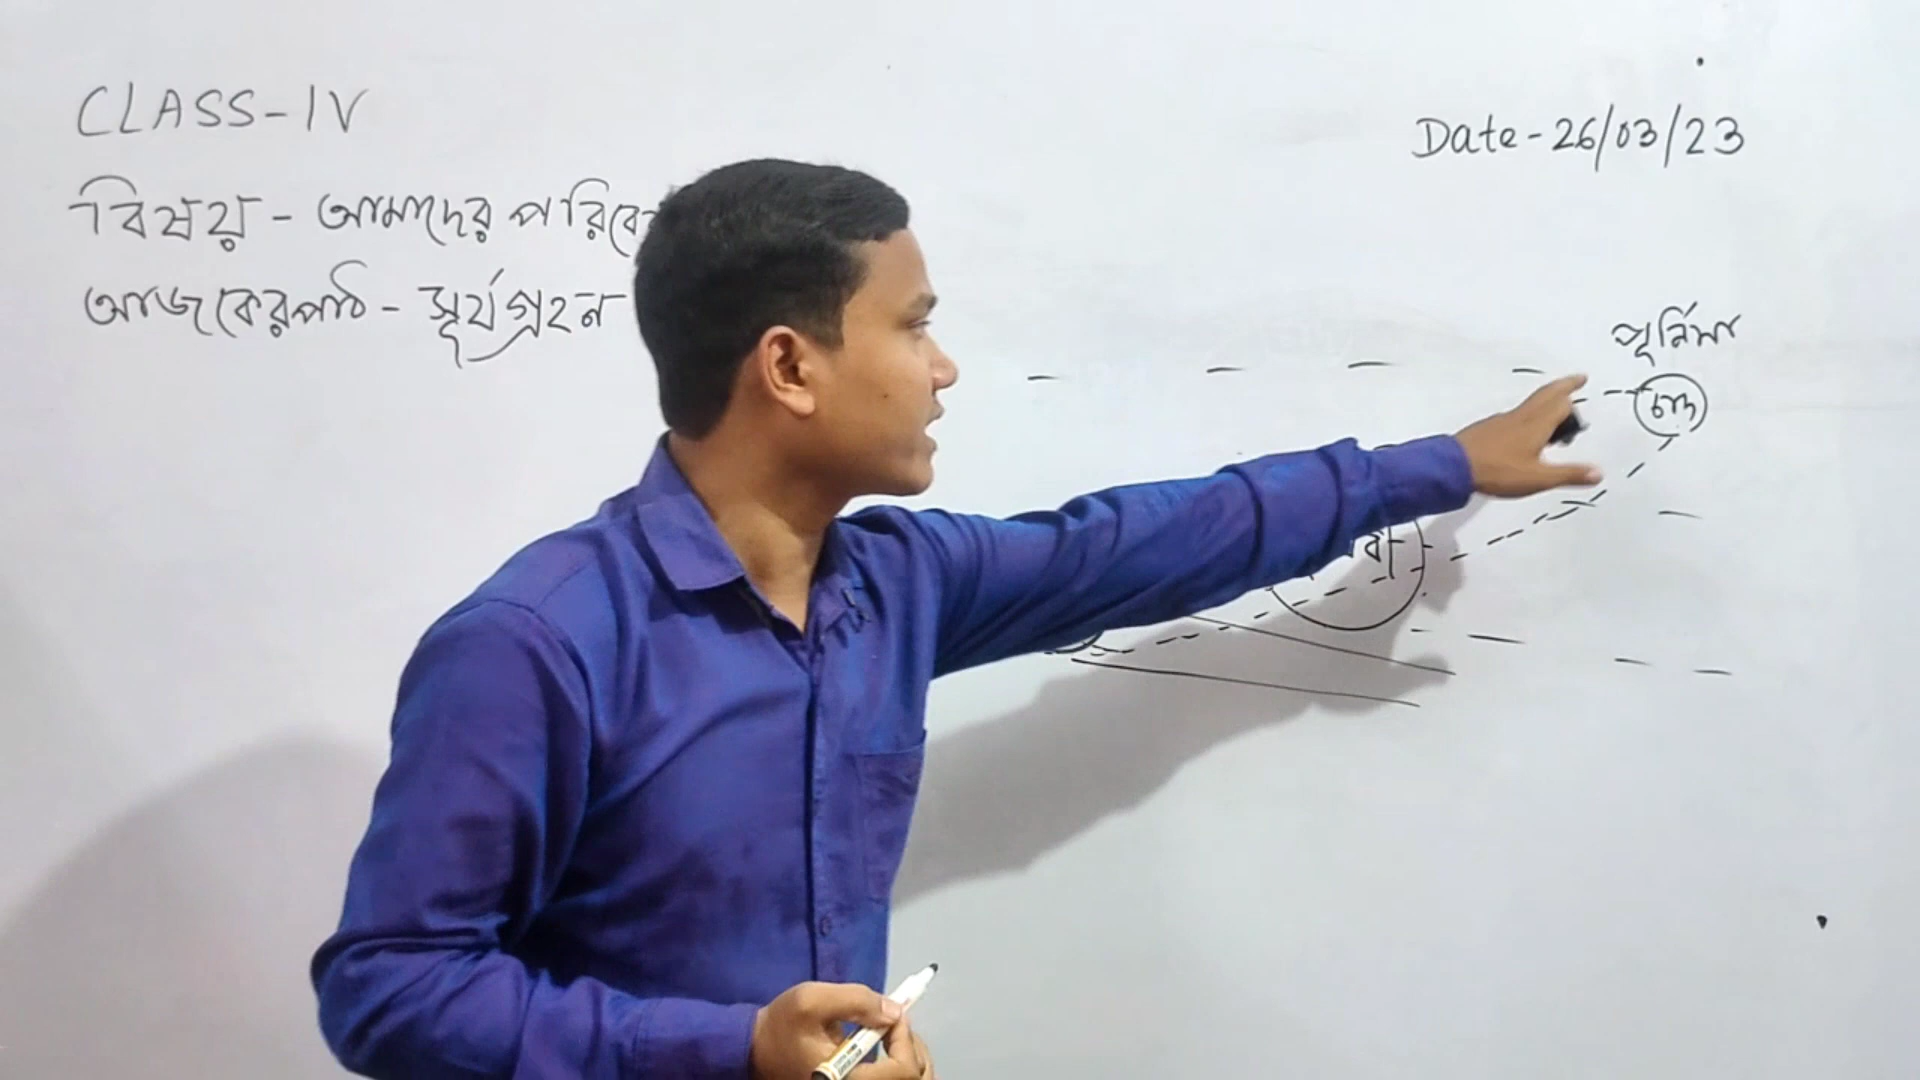 CLASS-IV
Date-26/03/23
বিষয় - আমাদের পরিবে
আজকেরপাঠ - সূর্যগ্রহন
পূর্নিমা
চাঁদ